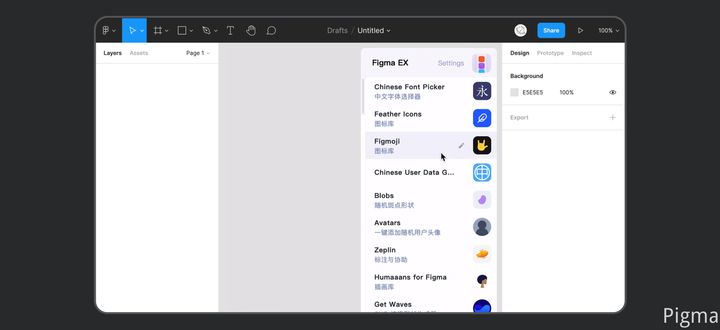 Drafts / Untitled
Share
100%
Layers
Assets
Page 1
Figma EX
Settings
Chinese Font Picker
中文字体选择器
Feather Icons
图标库
Figmoji
图标库
Chinese User Data G...
Blobs
随机斑点形状
Avatars
一键添加随机用户头像
Zeplin
标注与协助
Humaaans for Figma
插画库
Get Waves
Design
Prototype
Inspect
Background
E5E5E5
100%
Export
永
Pigma